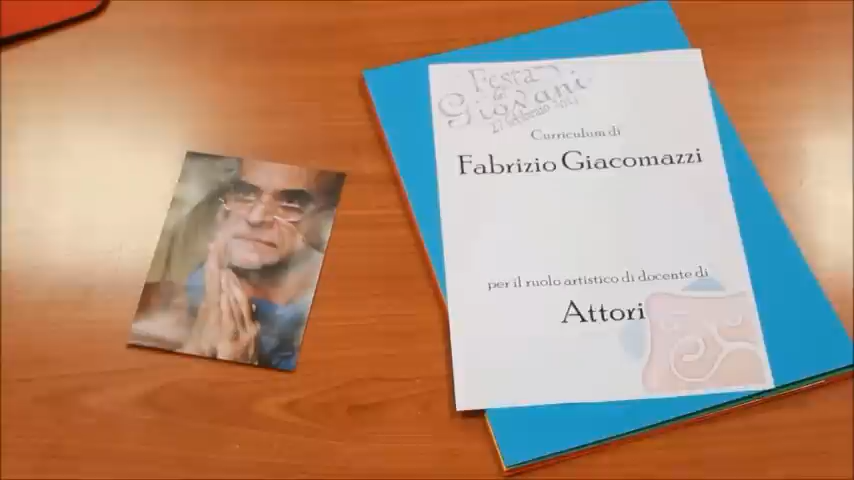 Festa
dei
Giovani
Curriculum di
Fabrizio Giacomazzi
per il ruolo artistico di docente di
Attori